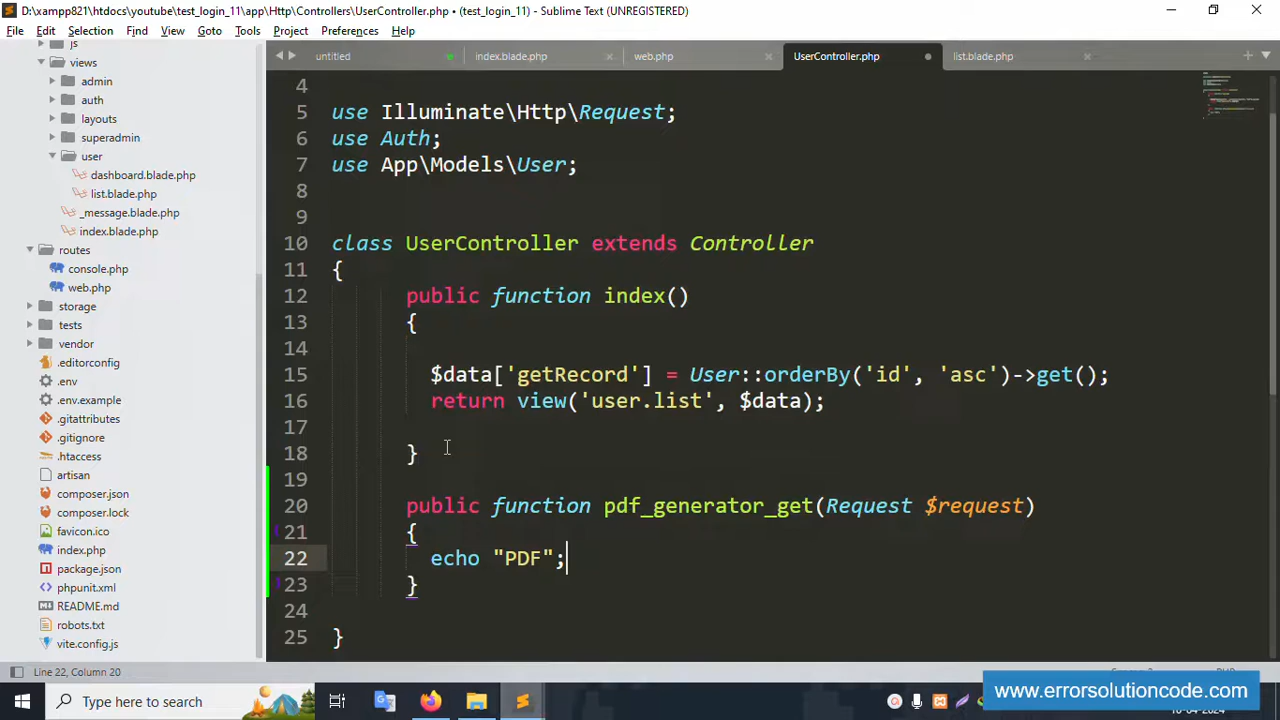 D:\xampp821\htdocs\youtube\test_login_11\app\Http\Controllers\UserController.php • (test_login_11) - Sublime Text (UNREGISTERED)
File Edit Selection Find View Goto Tools Project Preferences Help
js
views
admin
auth
layouts
superadmin
user
dashboard.blade.php
list.blade.php
_message.blade.php
index.blade.php
routes
console.php
web.php
storage
tests
vendor
.editorconfig
.env
.env.example
.gitattributes
.gitignore
.htaccess
artisan
composer.json
composer.lock
favicon.ico
index.php
package.json
phpunit.xml
README.md
robots.txt
vite.config.js
untitled index.blade.php web.php UserController.php list.blade.php
4
5 use Illuminate\Http\Request;
6 use Auth;
7 use App\Models\User;
8
9
10 class UserController extends Controller
11 {
12 public function index()
13 {
14
15 $data['getRecord'] = User::orderBy('id', 'asc')->get();
16 return view('user.list', $data);
17
18 }
19
20 public function pdf_generator_get(Request $request)
21 {
22 echo "PDF";
23 }
24
25 }
Line 22, Column 20
Type here to search
www.errorsolutioncode.com